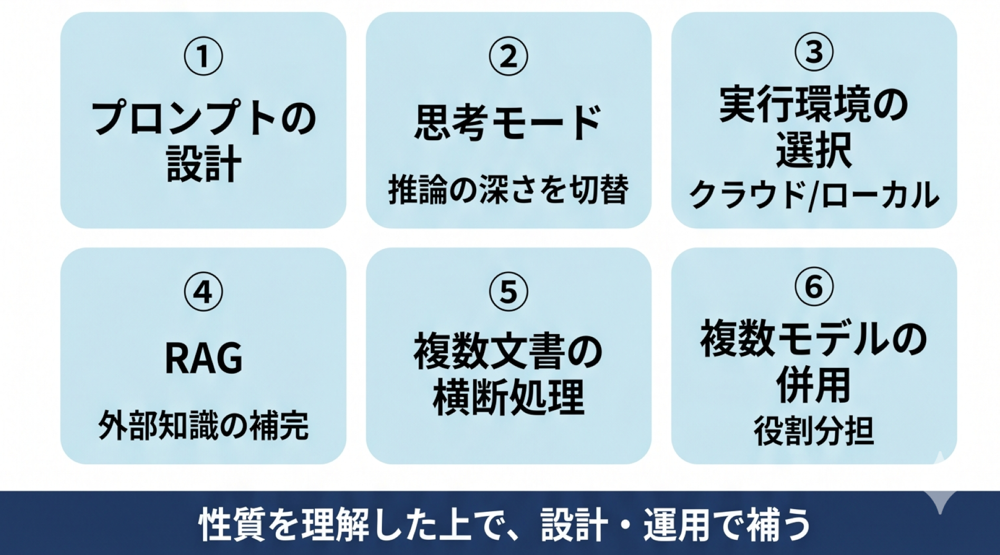 ①
プロンプトの
設計
②
思考モード
推論の深さを切替
③
実行環境の
選択
クラウド/ローカル
④
RAG
外部知識の補完
⑤
複数文書の
横断処理
⑥
複数モデルの
併用
役割分担
性質を理解した上で、設計・運用で補う